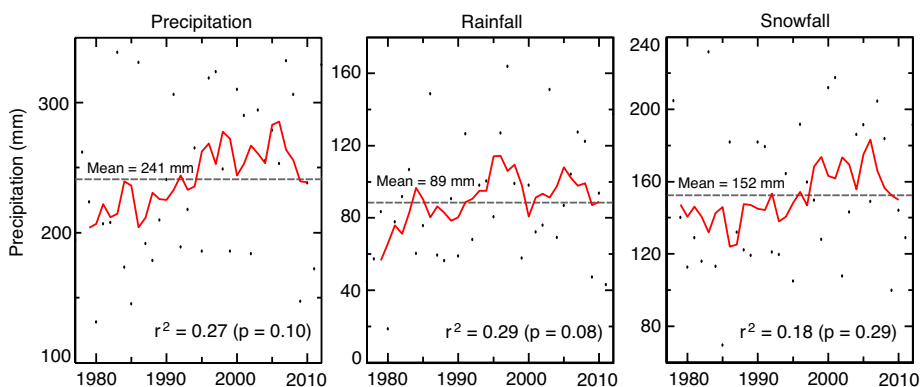 Precipitation
Rainfall
Snowfall
Precipitation (mm)
300
200
100
Mean = 241 mm
r² = 0.27 (p = 0.10)
1980 1990 2000 2010
160
120
80
40
0
Mean = 89 mm
r² = 0.29 (p = 0.08)
1980 1990 2000 2010
240
200
160
120
80
Mean = 152 mm
r² = 0.18 (p = 0.29)
1980 1990 2000 2010